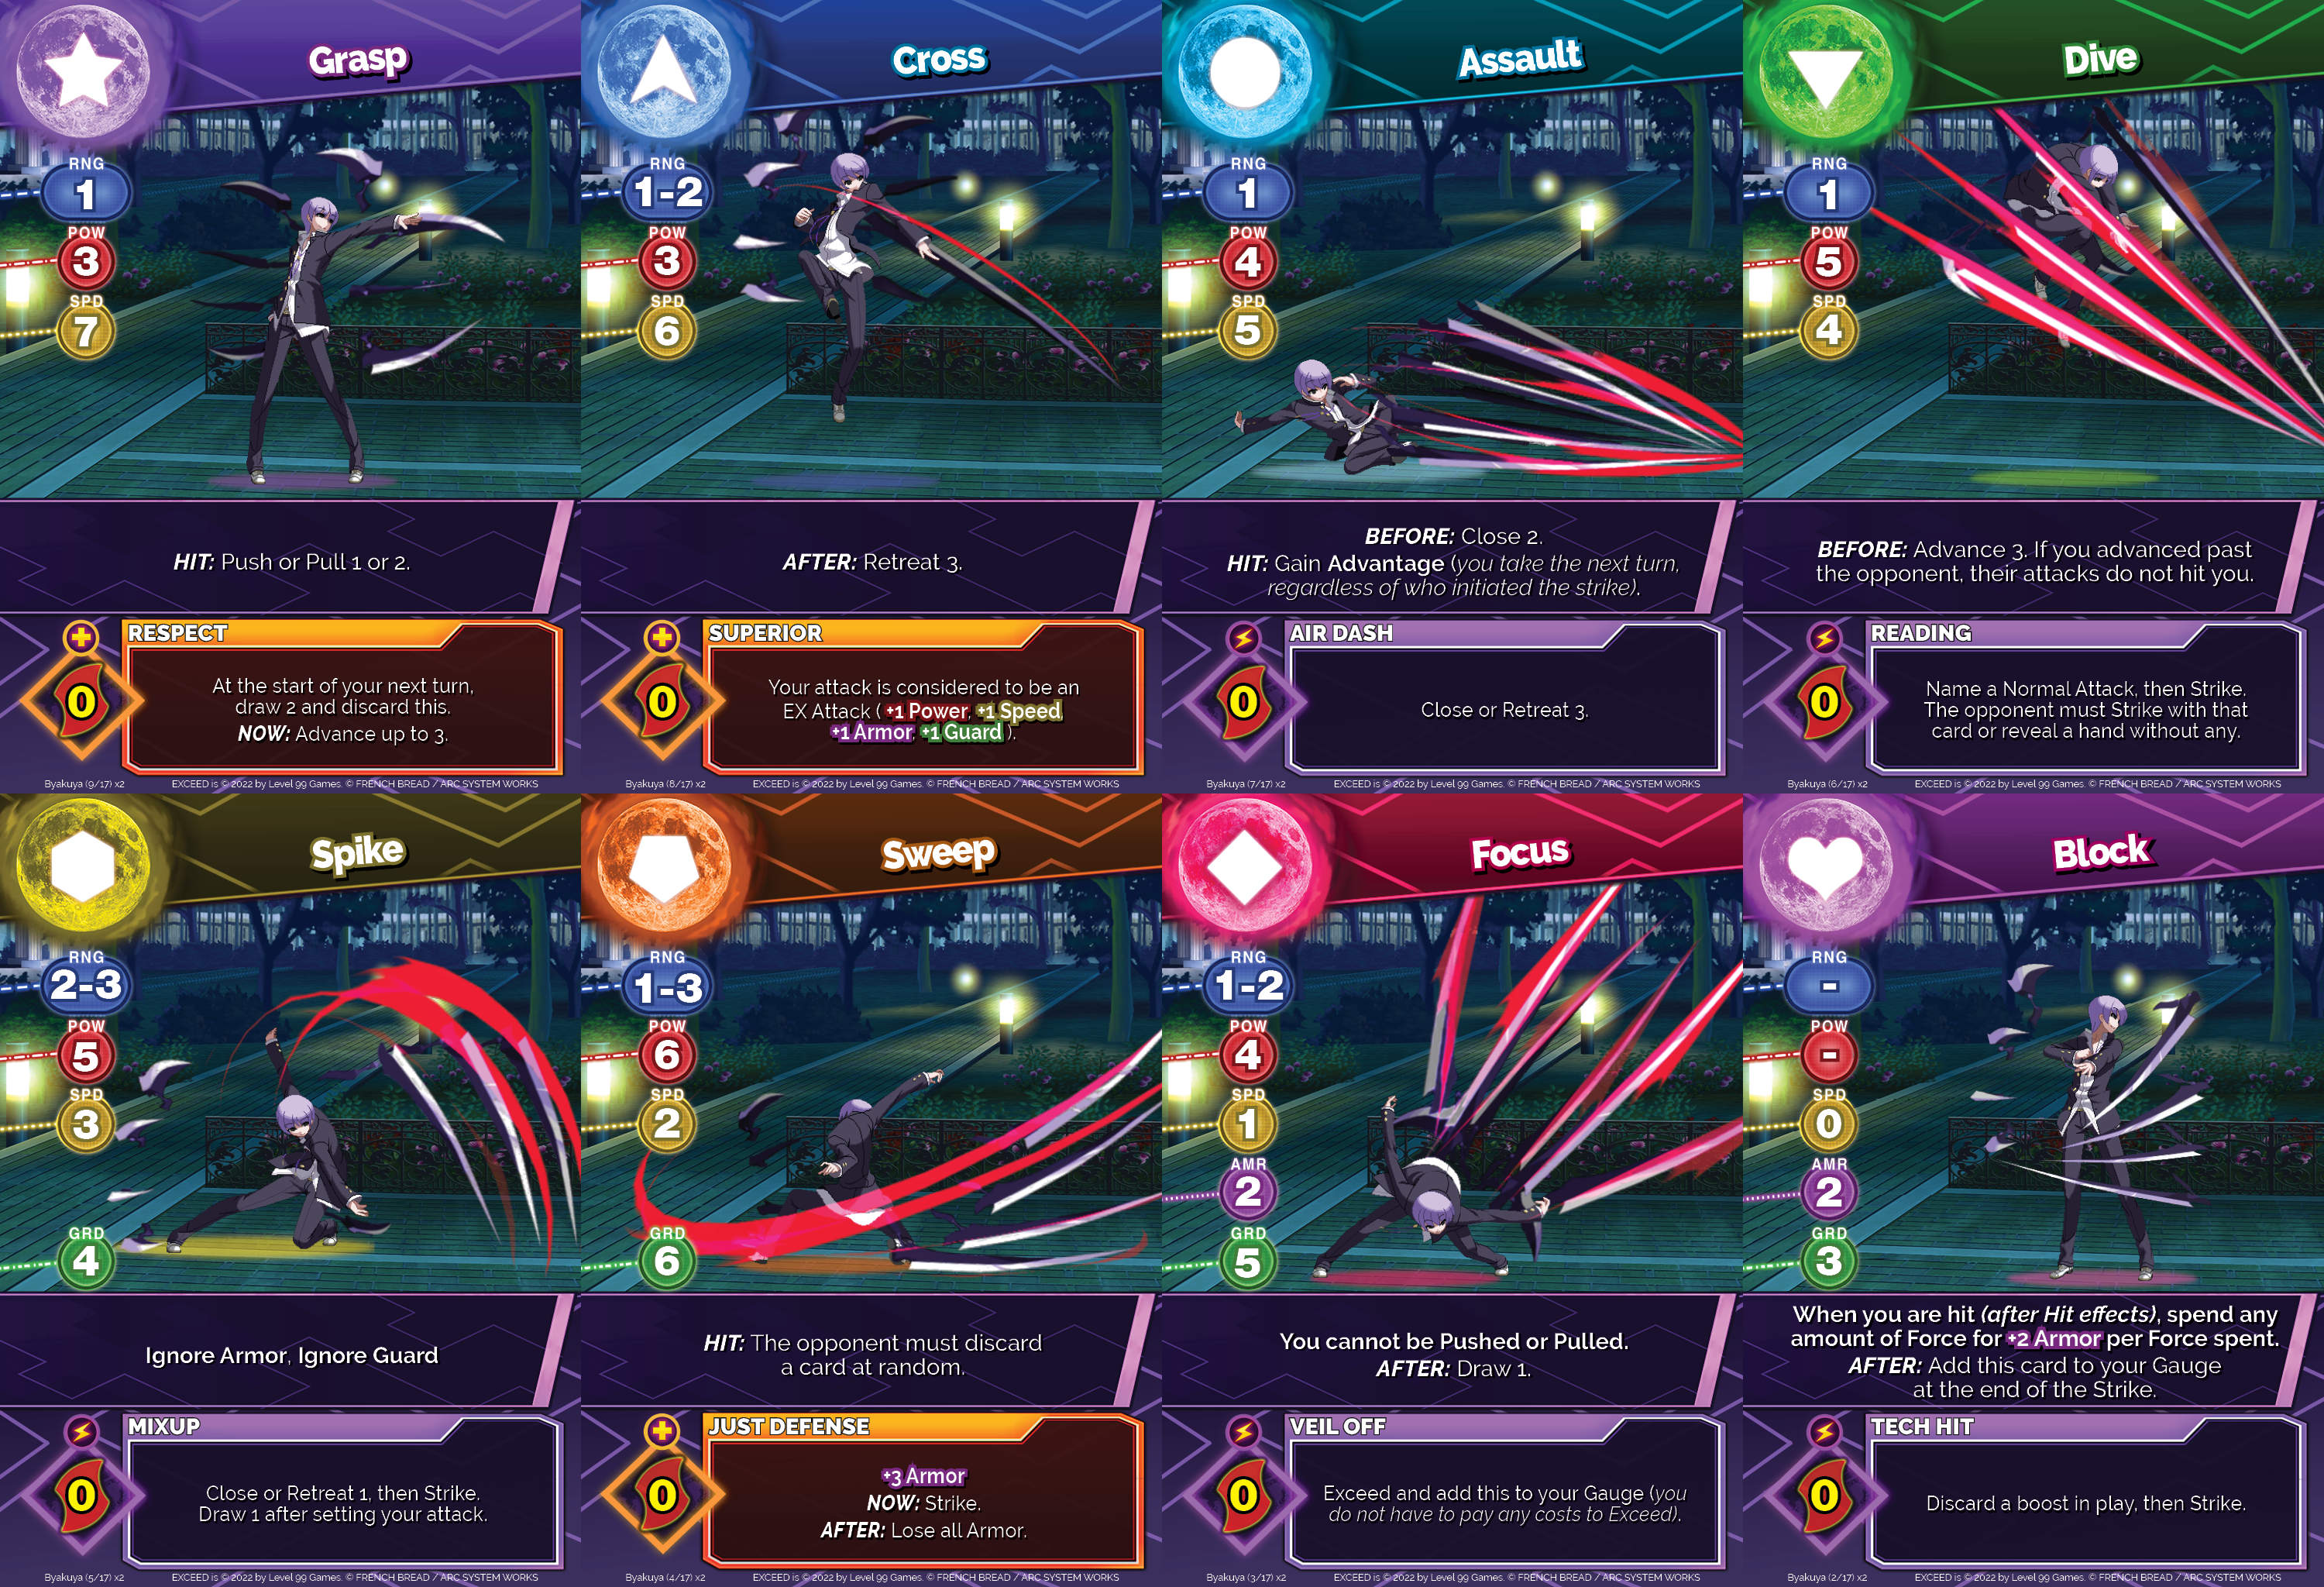 Grasp
RNG
1
POW
3
SPD
7
HIT: Push or Pull 1 or 2.
RESPECT
0
At the start of your next turn,
draw 2 and discard this.
NOW: Advance up to 3.
Byakuya (9/17) x2
EXCEED is © 2022 by Level 99 Games. © FRENCH BREAD / ARC SYSTEM WORKS
Cross
RNG
1-2
POW
3
SPD
6
AFTER: Retreat 3.
SUPERIOR
0
Your attack is considered to be an
EX Attack ( +1 Power, +1 Speed
+1 Armor, +1 Guard ).
Byakuya (8/17) x2
EXCEED is © 2022 by Level 99 Games. © FRENCH BREAD / ARC SYSTEM WORKS
Assault
RNG
1
POW
4
SPD
5
BEFORE: Close 2.
HIT: Gain Advantage (you take the next turn,
regardless of who initiated the strike).
AIR DASH
0
Close or Retreat 3.
Byakuya (7/17) x2
EXCEED is © 2022 by Level 99 Games. © FRENCH BREAD / ARC SYSTEM WORKS
Dive
RNG
1
POW
5
SPD
4
BEFORE: Advance 3. If you advanced past
the opponent, their attacks do not hit you.
READING
0
Name a Normal Attack, then Strike.
The opponent must Strike with that
card or reveal a hand without any.
Byakuya (6/17) x2
EXCEED is © 2022 by Level 99 Games. © FRENCH BREAD / ARC SYSTEM WORKS
Spike
RNG
2-3
POW
5
SPD
3
GRD
4
Ignore Armor, Ignore Guard
MIXUP
0
Close or Retreat 1, then Strike.
Draw 1 after setting your attack.
Byakuya (5/17) x2
EXCEED is © 2022 by Level 99 Games. © FRENCH BREAD / ARC SYSTEM WORKS
Sweep
RNG
1-3
POW
6
SPD
2
GRD
6
HIT: The opponent must discard
a card at random.
JUST DEFENSE
0
+3 Armor
NOW: Strike.
AFTER: Lose all Armor.
Byakuya (4/17) x2
EXCEED is © 2022 by Level 99 Games. © FRENCH BREAD / ARC SYSTEM WORKS
Focus
RNG
1-2
POW
4
SPD
1
AMR
2
GRD
5
You cannot be Pushed or Pulled.
AFTER: Draw 1.
VEIL OFF
0
Exceed and add this to your Gauge (you
do not have to pay any costs to Exceed).
Byakuya (3/17) x2
EXCEED is © 2022 by Level 99 Games. © FRENCH BREAD / ARC SYSTEM WORKS
Block
RNG
-
POW
-
SPD
0
AMR
2
GRD
3
When you are hit (after Hit effects), spend any
amount of Force for +2 Armor per Force spent.
AFTER: Add this card to your Gauge
at the end of the Strike.
TECH HIT
0
Discard a boost in play, then Strike.
Byakuya (2/17) x2
EXCEED is © 2022 by Level 99 Games. © FRENCH BREAD / ARC SYSTEM WORKS